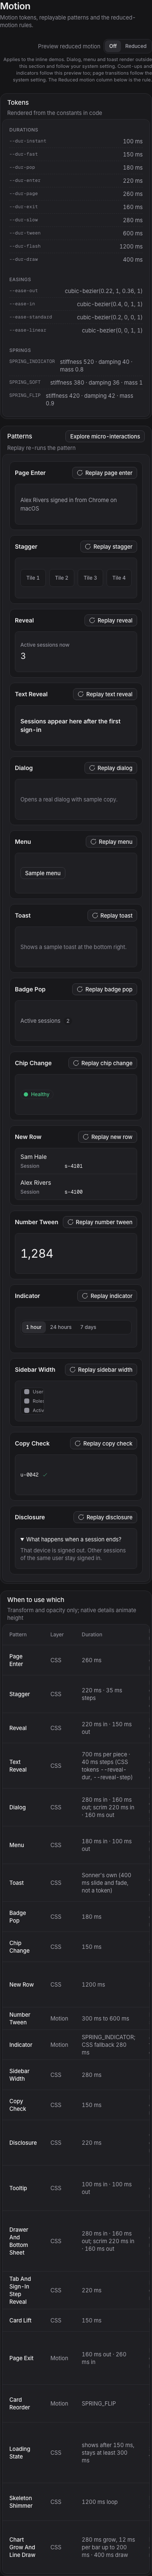 Motion
Motion tokens, replayable patterns and the reduced-
motion rules.
Preview reduced motion Off Reduced
Applies to the inline demos. Dialog, menu and toast render outside
this section and follow your system setting. Count-ups and
indicators follow this preview too; page transitions follow the
system setting. The Reduced motion column below is the rule.
Tokens
Rendered from the constants in code
DURATIONS
--dur-instant 100 ms
--dur-fast 150 ms
--dur-pop 180 ms
--dur-enter 220 ms
--dur-page 260 ms
--dur-exit 160 ms
--dur-slow 280 ms
--dur-tween 600 ms
--dur-flash 1200 ms
--dur-draw 400 ms
EASINGS
--ease-out cubic-bezier(0.22, 1, 0.36, 1)
--ease-in cubic-bezier(0.4, 0, 1, 1)
--ease-standard cubic-bezier(0.2, 0, 0, 1)
--ease-linear cubic-bezier(0, 0, 1, 1)
SPRINGS
SPRING_INDICATOR stiffness 520 · damping 40 ·
mass 0.8
SPRING_SOFT stiffness 380 · damping 36 · mass 1
SPRING_FLIP stiffness 420 · damping 42 · mass
0.9
Patterns Explore micro-interactions
Replay re-runs the pattern
Page Enter Replay page enter
Alex Rivers signed in from Chrome on
macOS
Stagger Replay stagger
Tile 1 Tile 2 Tile 3 Tile 4
Reveal Replay reveal
Active sessions now
3
Text Reveal Replay text reveal
Sessions appear here after the first
sign-in
Dialog Replay dialog
Opens a real dialog with sample copy.
Menu Replay menu
Sample menu
Toast Replay toast
Shows a sample toast at the bottom right.
Badge Pop Replay badge pop
Active sessions 2
Chip Change Replay chip change
Healthy
New Row Replay new row
Sam Hale
Session s-4101
Alex Rivers
Session s-4100
Number Tween Replay number tween
1,284
Indicator Replay indicator
1 hour 24 hours 7 days
Sidebar Width Replay sidebar width
User
Roles
Activ
Copy Check Replay copy check
u-0042
Disclosure Replay disclosure
What happens when a session ends?
That device is signed out. Other sessions
of the same user stay signed in.
When to use which
Transform and opacity only; native details animate
height
Pattern Layer Duration
Page
Enter CSS 260 ms
Stagger CSS 220 ms · 35 ms
steps
Reveal CSS 220 ms in · 150 ms
out
Text
Reveal CSS 700 ms per piece ·
40 ms steps (CSS
tokens --reveal-
dur, --reveal-step)
Dialog CSS 280 ms in · 160 ms
out; scrim 220 ms in
· 160 ms out
Menu CSS 180 ms in · 100 ms
out
Toast CSS Sonner's own (400
ms slide and fade,
not a token)
Badge
Pop CSS 180 ms
Chip
Change CSS 150 ms
New Row CSS 1200 ms
Number
Tween Motion 300 ms to 600 ms
Indicator Motion SPRING_INDICATOR;
CSS fallback 280
ms
Sidebar
Width CSS 280 ms
Copy
Check CSS 150 ms
Disclosure CSS 220 ms
Tooltip CSS 100 ms in · 100 ms
out
Drawer
And
Bottom
Sheet CSS 280 ms in · 160 ms
out; scrim 220 ms in
· 160 ms out
Tab And
Sign-In
Step
Reveal CSS 220 ms
Card Lift CSS 150 ms
Page Exit Motion 160 ms out · 260
ms in
Card
Reorder Motion SPRING_FLIP
Loading
State CSS shows after 150 ms,
stays at least 300
ms
Skeleton
Shimmer CSS 1200 ms loop
Chart
Grow And
Line Draw CSS 280 ms grow, 12 ms
per bar up to 200
ms · 400 ms draw